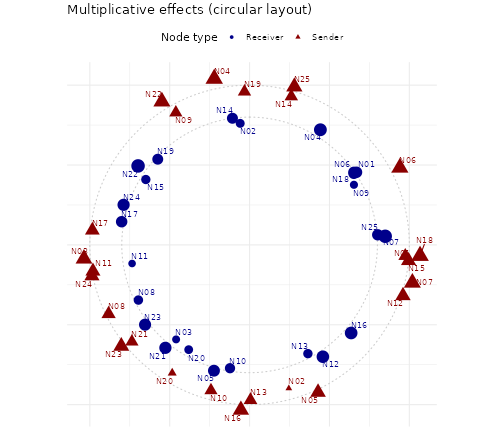 Multiplicative effects (circular layout)
Node type Receiver Sender
N04
N25
N19
N22
N14
N09
N14
N02
N04
N19
N06
N06
N01
N22
N18
N15
N09
N24
N17
N17
N25
N18
N07
N11
N11
N15
N24
N07
N12
N08
N08
N23
N16
N21
N03
N23
N21
N13
N20
N12
N10
N20
N05
N02
N13
N10
N05
N16